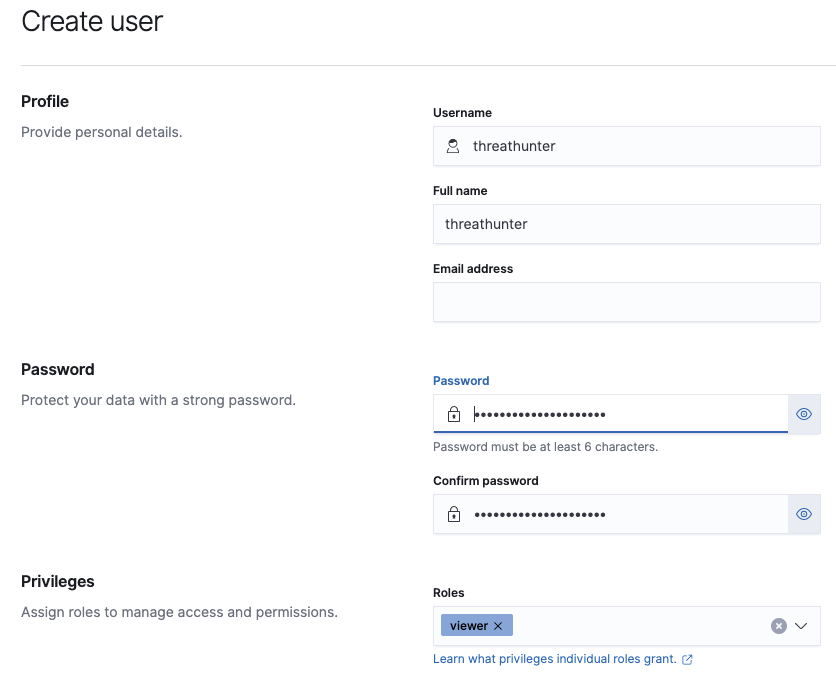 Create user
Profile
Provide personal details.
Username
threathunter
Full name
threathunter
Email address
Password
Protect your data with a strong password.
Password
•••••••••••••••••••••
Password must be at least 6 characters.
Confirm password
•••••••••••••••••••••
Privileges
Assign roles to manage access and permissions.
Roles
viewer
Learn what privileges individual roles grant.